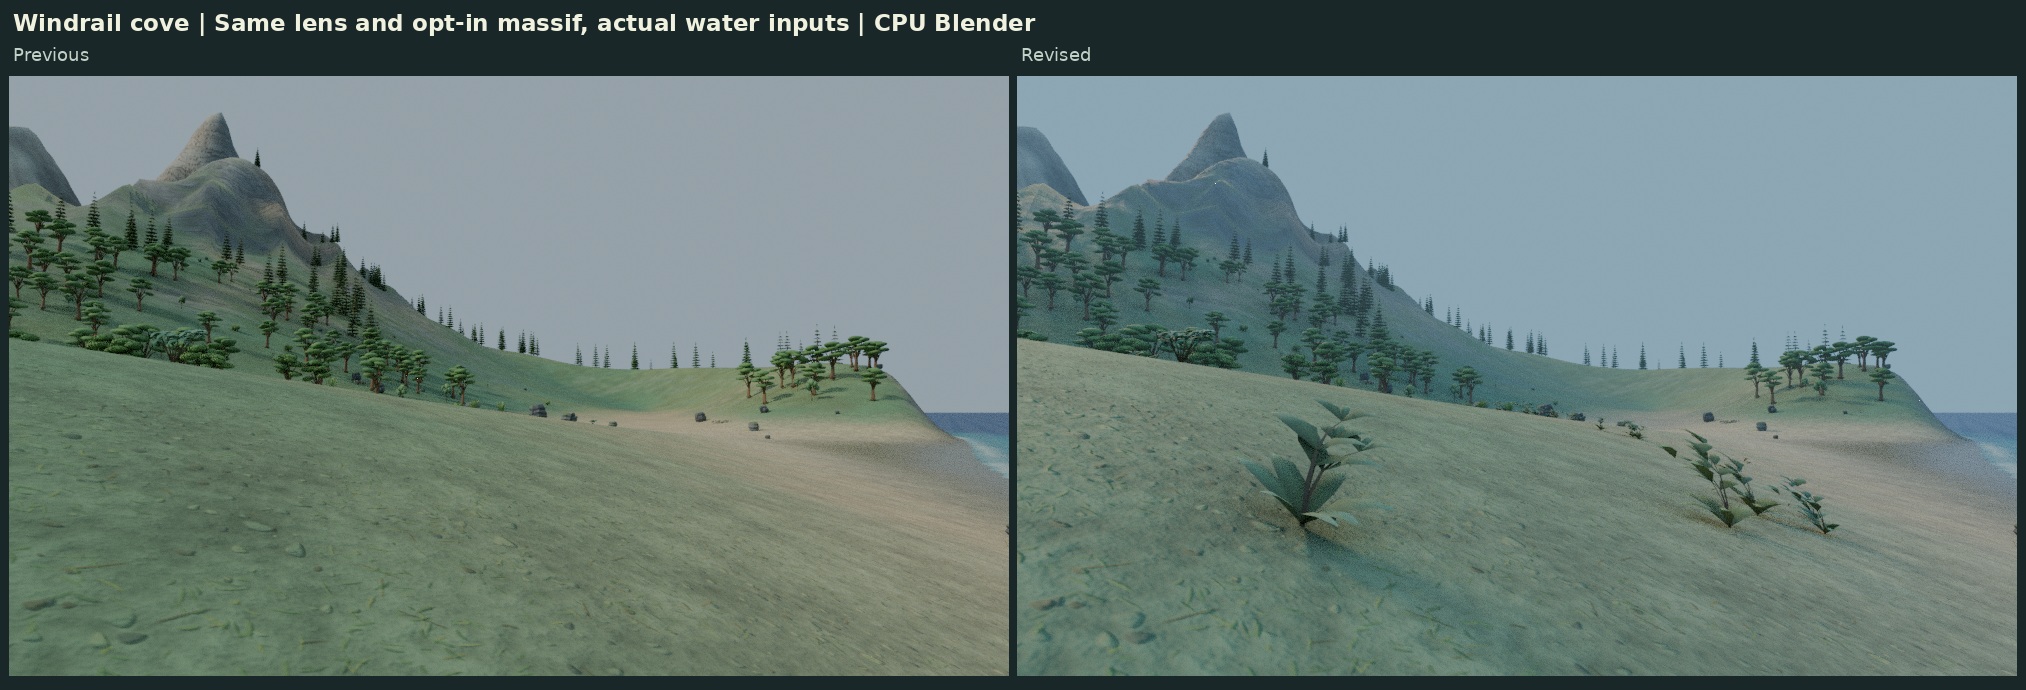 Windrail cove | Same lens and opt-in massif, actual water inputs | CPU Blender
Previous
Revised